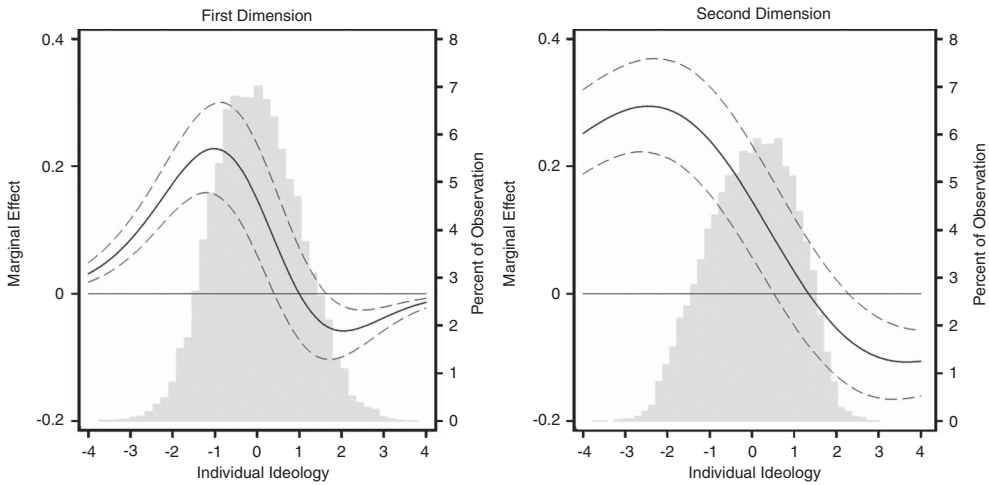 First Dimension
0.4
0.2
0
-0.2
Marginal Effect
8
7
6
5
4
3
2
1
0
Percent of Observation
-4 -3 -2 -1 0 1 2 3 4
Individual Ideology
Second Dimension
0.4
0.2
0
-0.2
Marginal Effect
8
7
6
5
4
3
2
1
0
Percent of Observation
-4 -3 -2 -1 0 1 2 3 4
Individual Ideology